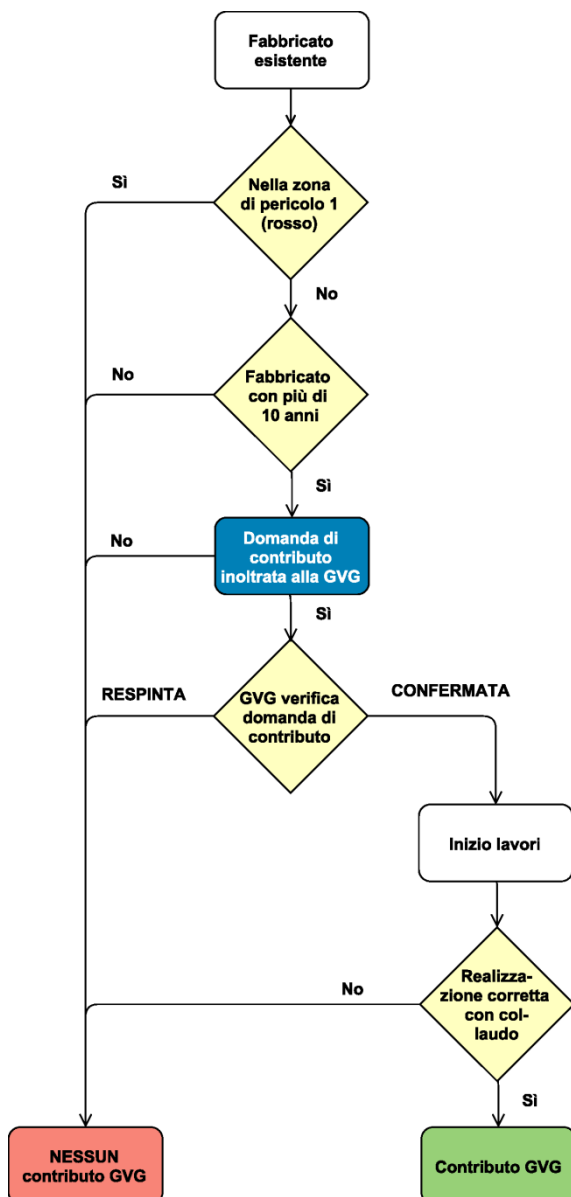 Fabbricato
esistente
Nella zona
di pericolo 1
(rosso)
Sì
No
Fabbricato
con più di
10 anni
No
Sì
Domanda di
contributo
inoltrata alla GVG
No
Sì
GVG verifica
domanda di
contributo
RESPINTA
CONFERMATA
Inizio lavori
Realizza-
zione corretta
con col-
laudo
No
Sì
NESSUN
contributo GVG
Contributo GVG